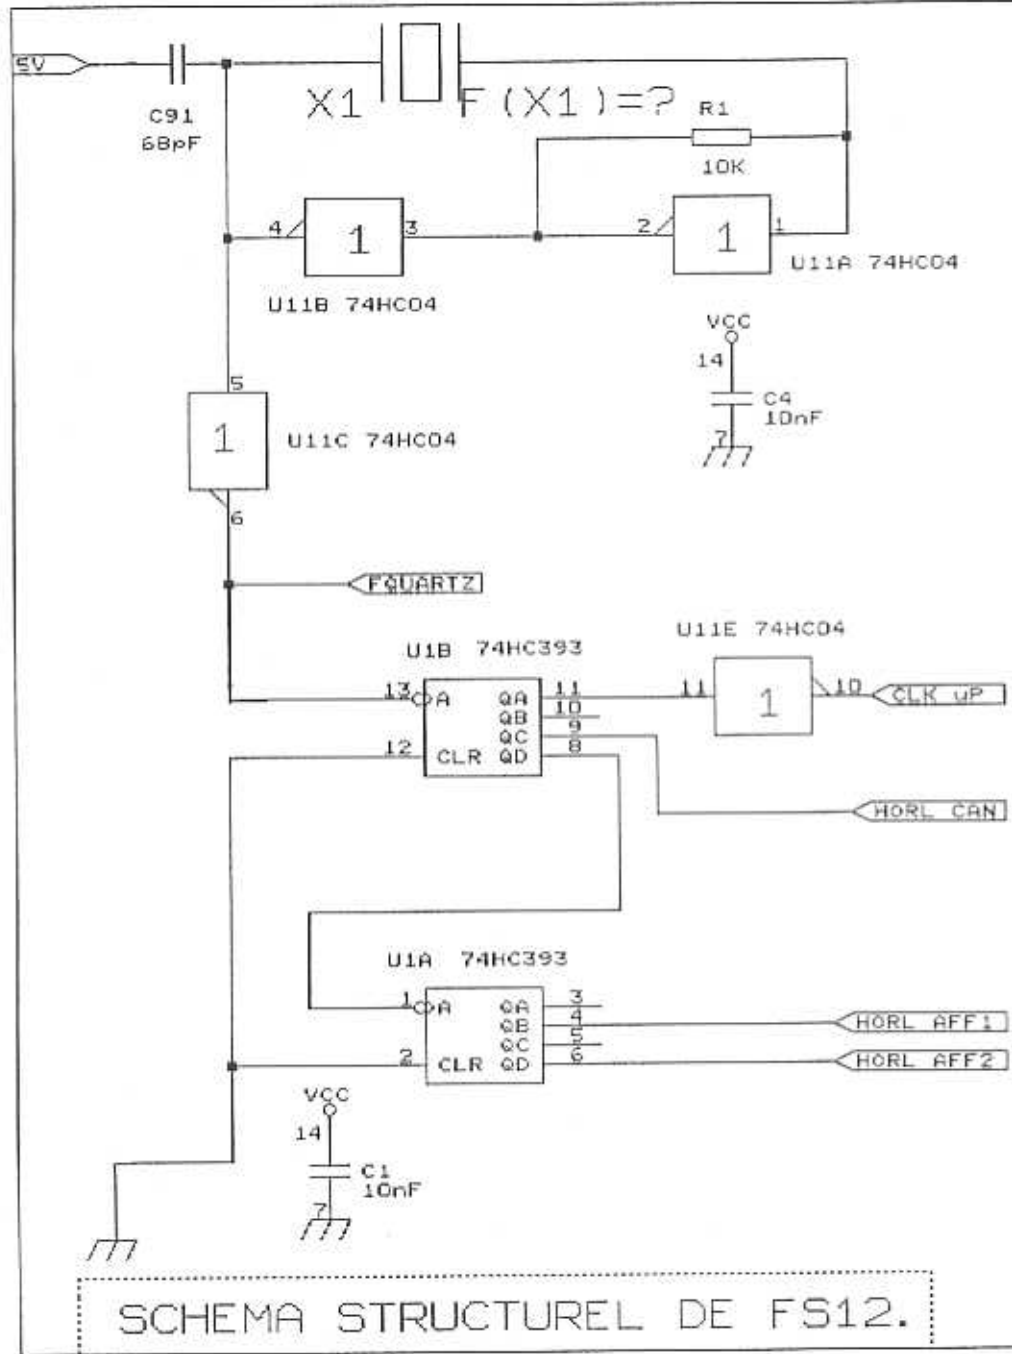 5V
C91
68pF
X1 F(X1)=?
R1
10K
4 1 3
2 1 1
U11B 74HC04
U11A 74HC04
VCC
14
C4
10nF
7
5
1
U11C 74HC04
6
FQUARTZ
U1B 74HC393
U11E 74HC04
13 A QA 11
QB 10
QC 9
12 CLR QD 8
11 1 10
CLK uP
HORL CAN
U1A 74HC393
1 A QA 3
QB 4
QC 5
2 CLR QD 6
HORL AFF1
HORL AFF2
VCC
14
C1
10nF
7
SCHEMA STRUCTUREL DE FS12.